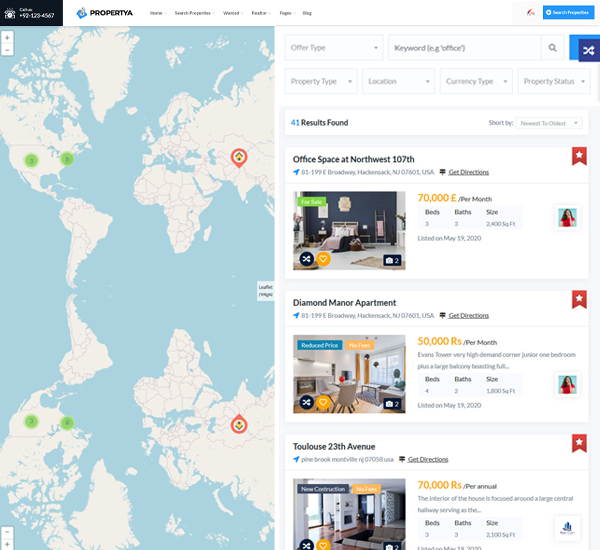 Call us:
+92-123-4567
PROPERTYA
Home
Search Properties
Wanted
Realtor
Pages
Blog
Search Properties
Offer Type
Keyword (e.g 'office')
Property Type
Location
Currency Type
Property Status
41 Results Found
Short by:
Newest To Oldest
Office Space at Northwest 107th
81-199 E Broadway, Hackensack, NJ 07601, USA
Get Directions
For Sale
70,000 £ /Per Month
Beds Baths Size
3 3 2,400 Sq Ft
Listed on May 19, 2020
2
Leaflet
Diamond Manor Apartment
81-199 E Broadway, Hackensack, NJ 07601, USA
Get Directions
Reduced Price
No Fees
50,000 Rs /Per Month
Evans Tower very high demand corner junior one bedroom
plus a large balcony boasting full...
Beds Baths Size
4 2 1,800 Sq Ft
Listed on May 19, 2020
2
Toulouse 23th Avenue
pine brook montville nj 07058 usa
Get Directions
New Costruction
No Fees
70,000 Rs /Per annual
The interior of the house is focused around a large central
hallway serving as the...
Beds Baths Size
3 3 2,100 Sq Ft
Listed on May 18, 2020
2